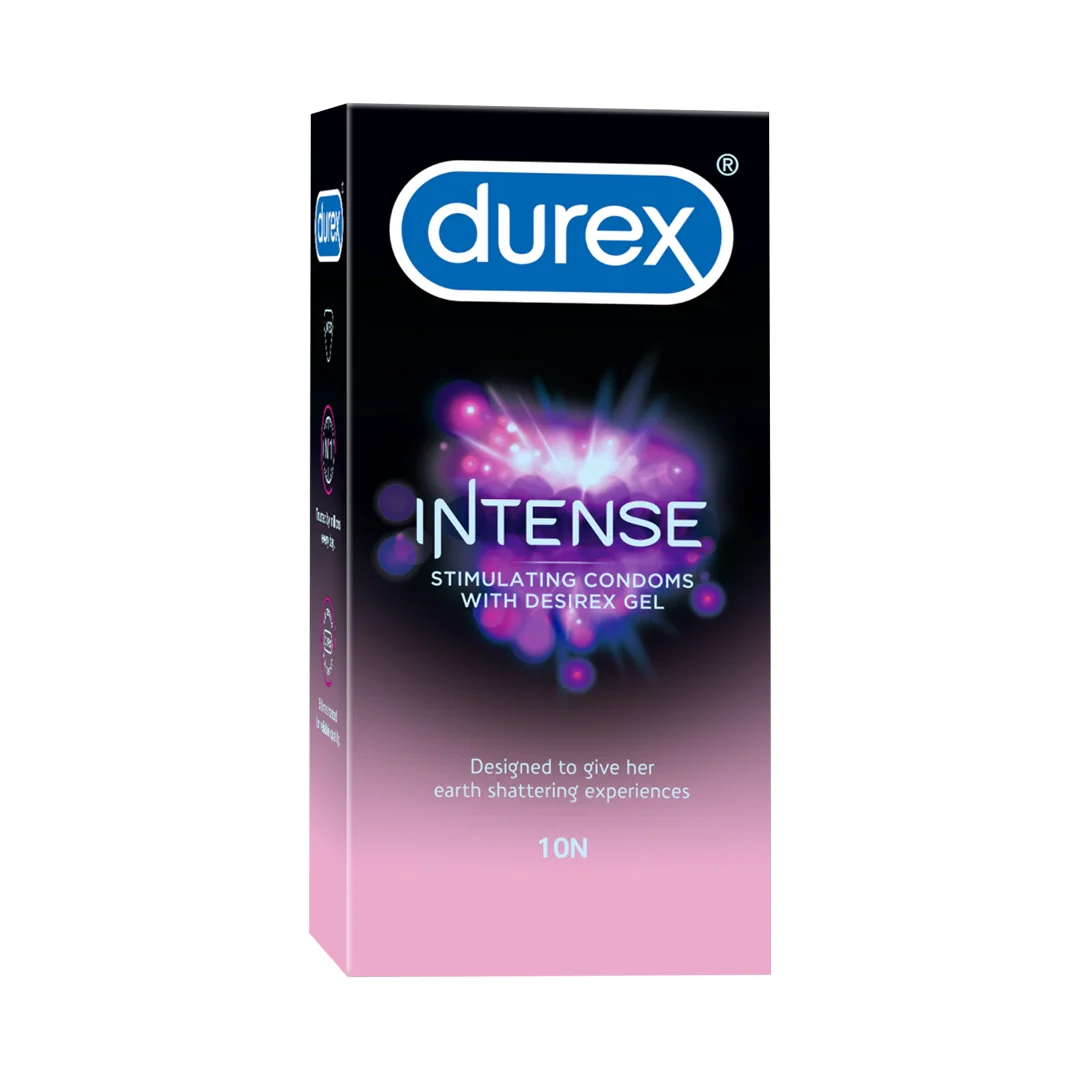 durex
®
INTENSE
STIMULATING CONDOMS
WITH DESIREX GEL
Designed to give her
earth shattering experiences
10N
durex